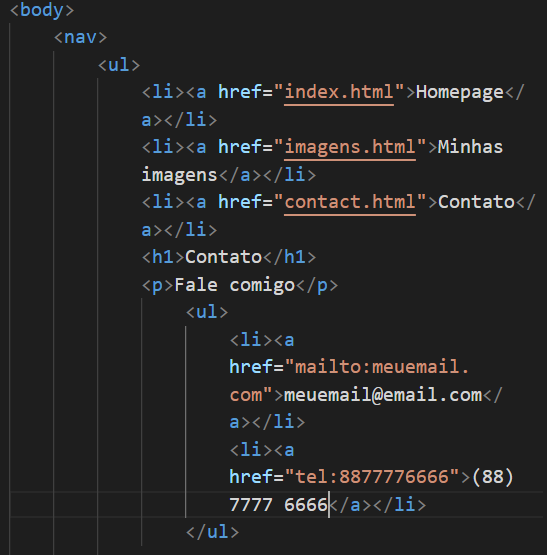 <body>
<nav>
<ul>
<li><a href="index.html">Homepage</
a></li>
<li><a href="imagens.html">Minhas
imagens</a></li>
<li><a href="contact.html">Contato</
a></li>
<h1>Contato</h1>
<p>Fale comigo</p>
<ul>
<li><a
href="mailto:meuemail.
com">meuemail@email.com</
a></li>
<li><a
href="tel:8877776666">(88)
7777 6666</a></li>
</ul>